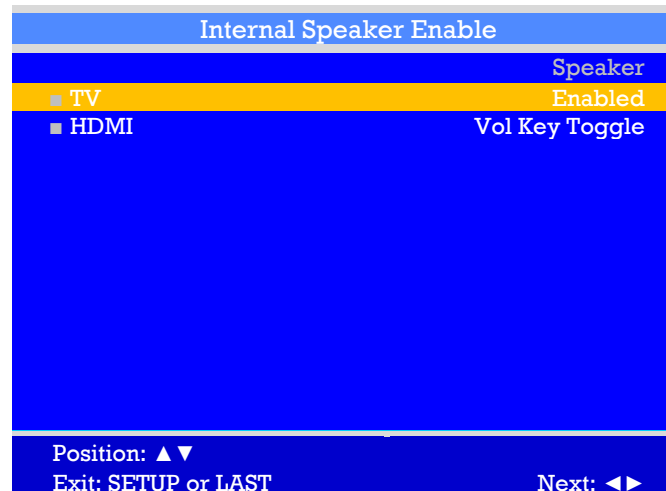 Internal Speaker Enable
Speaker
TV Enabled
HDMI Vol Key Toggle
Position: ▲▼
Exit: SETUP or LAST Next: ◄►